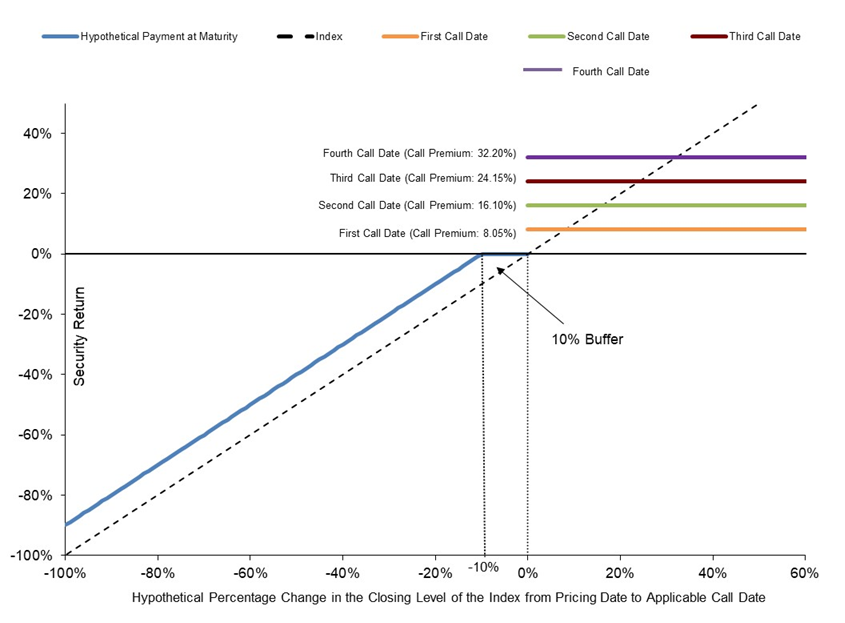 Hypothetical Payment at Maturity
Index
First Call Date
Second Call Date
Third Call Date
Fourth Call Date
40%
20%
0%
-20%
-40%
-60%
-80%
-100%
Security Return
Fourth Call Date (Call Premium: 32.20%)
Third Call Date (Call Premium: 24.15%)
Second Call Date (Call Premium: 16.10%)
First Call Date (Call Premium: 8.05%)
10% Buffer
-100%
-80%
-60%
-40%
-20%
-10%
0%
20%
40%
60%
Hypothetical Percentage Change in the Closing Level of the Index from Pricing Date to Applicable Call Date